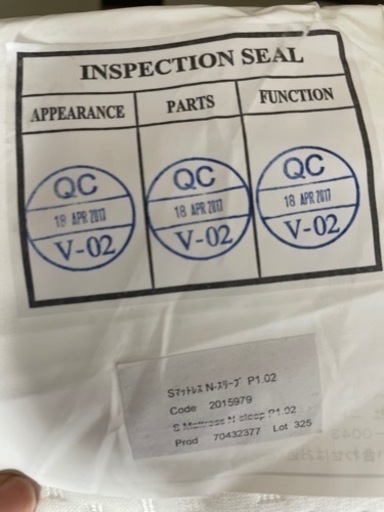 INSPECTION SEAL
APPEARANCE PARTS FUNCTION
QC QC QC
18 APR 2017 18 APR 2017 18 APR 2017
V-02 V-02 V-02
Sマットレス N-スリープ P1.02
Code 2015979
S Mattress N-sleep P1.02
Prod 70432377 Lot 325